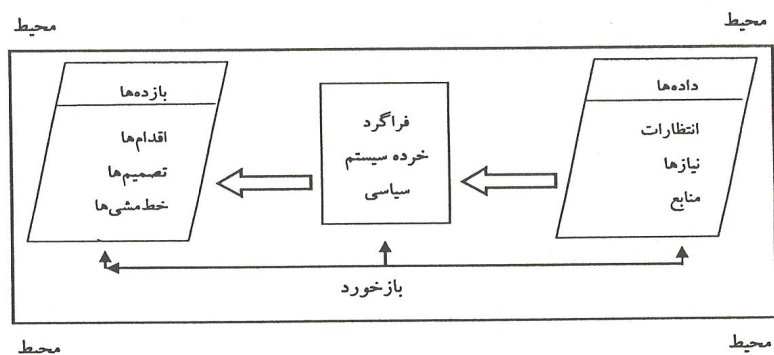 محیط
محیط
داده‌ها
انتظارات
نیازها
منابع
فراگرد
خرده سیستم
سیاسی
بازده‌ها
اقدام‌ها
تصمیم‌ها
خط‌مشی‌ها
بازخورد
محیط
محیط